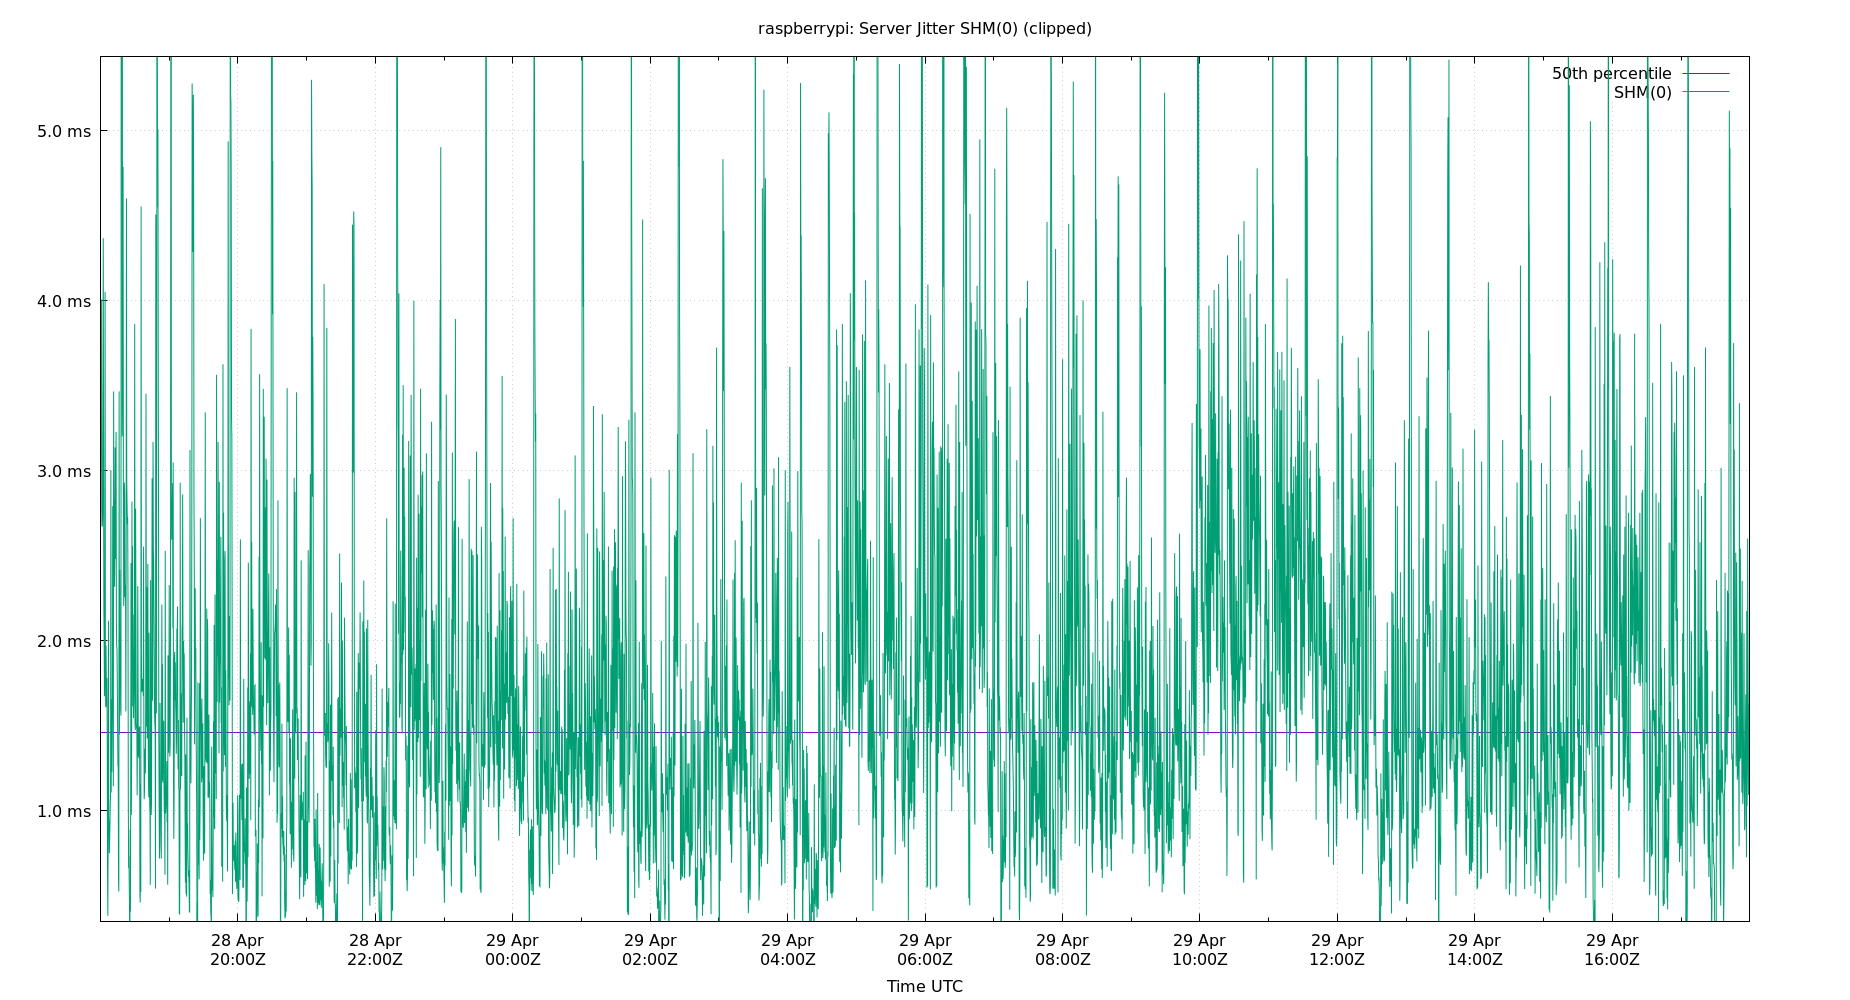 raspberrypi: Server Jitter SHM(0) (clipped)
50th percentile
SHM(0)
5.0 ms
4.0 ms
3.0 ms
2.0 ms
1.0 ms
28 Apr 28 Apr 29 Apr 29 Apr 29 Apr 29 Apr 29 Apr 29 Apr 29 Apr 29 Apr 29 Apr
20:00Z 22:00Z 00:00Z 02:00Z 04:00Z 06:00Z 08:00Z 10:00Z 12:00Z 14:00Z 16:00Z
Time UTC